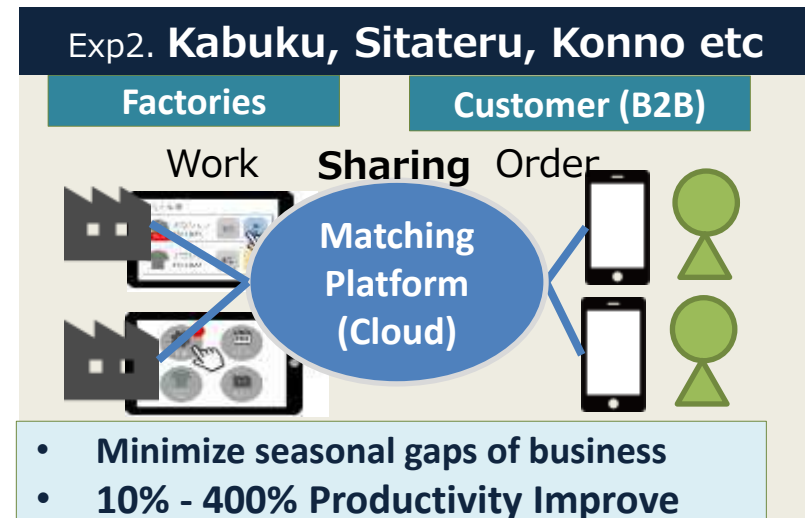 Exp2. Kabuku, Sitateru, Konno etc
Factories
Customer (B2B)
Work Sharing Order
Matching
Platform
(Cloud)
• Minimize seasonal gaps of business
• 10% - 400% Productivity Improve